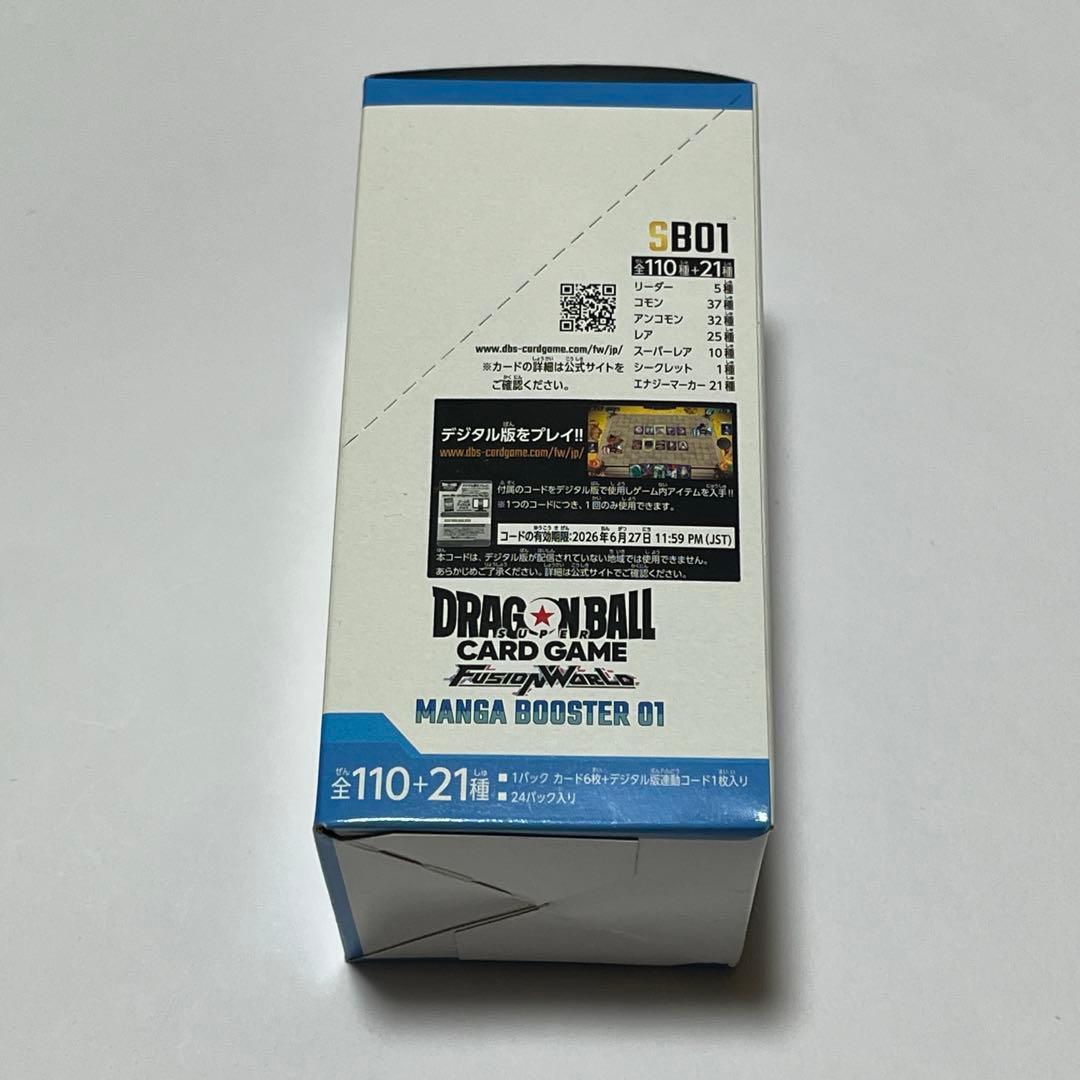 SB01
全110種+21種
リーダー 5種
コモン 37種
アンコモン 32種
レア 25種
スーパーレア 10種
シークレット 1種
エナジーマーカー 21種
www.dbs-cardgame.com/fw/jp/
※カードの詳細は公式サイトを
ご確認ください。
デジタル版をプレイ!!
www.dbs-cardgame.com/fw/jp/
付属のコードをデジタル版で使用しゲーム内アイテムを入手!!
※1つのコードにつき、1回のみ使用できます。
コードの有効期限:2026年6月27日 11:59 PM (JST)
本コードは、デジタル版が配信されていない地域では使用できません。
あらかじめご了承ください。詳細は公式サイトでご確認ください。
DRAGON BALL
SUPER
CARD GAME
FUSION WORLD
MANGA BOOSTER 01
全110+21種
■ 1パック カード6枚+デジタル版連動コード1枚入り
■ 24パック入り